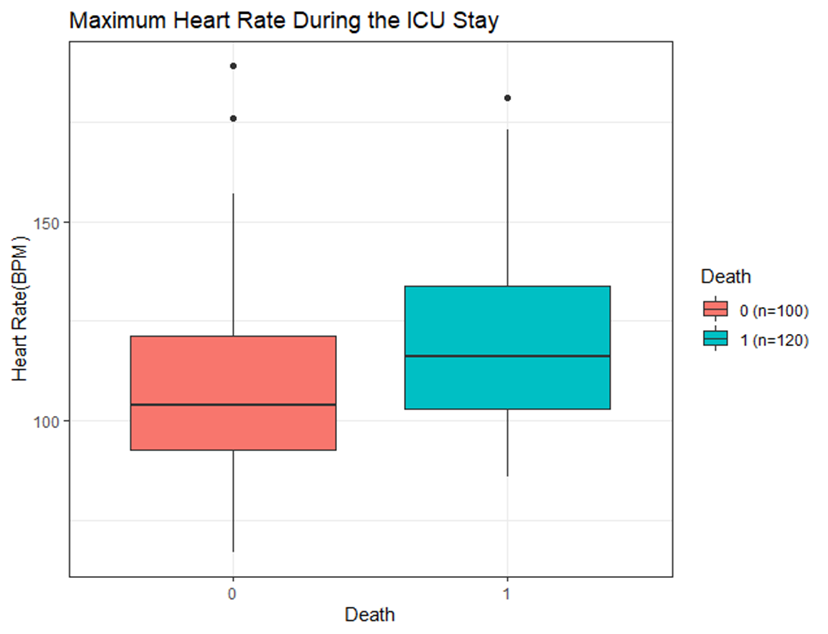 Maximum Heart Rate During the ICU Stay
Heart Rate(BPM)
150
100
0
1
Death
Death
0 (n=100)
1 (n=120)